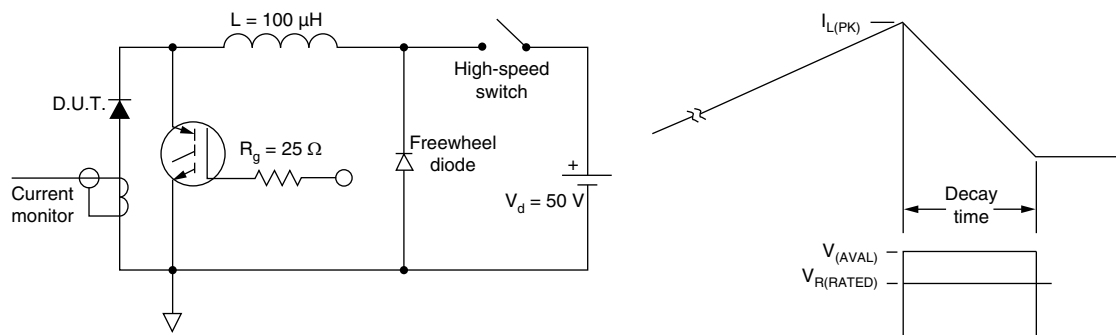 L = 100 µH
D.U.T.
High-speed
switch
Freewheel
diode
R_g = 25 Ω
Current
monitor
+
V_d = 50 V
I_L(PK)
Decay
time
V_(AVAL)
V_R(RATED)